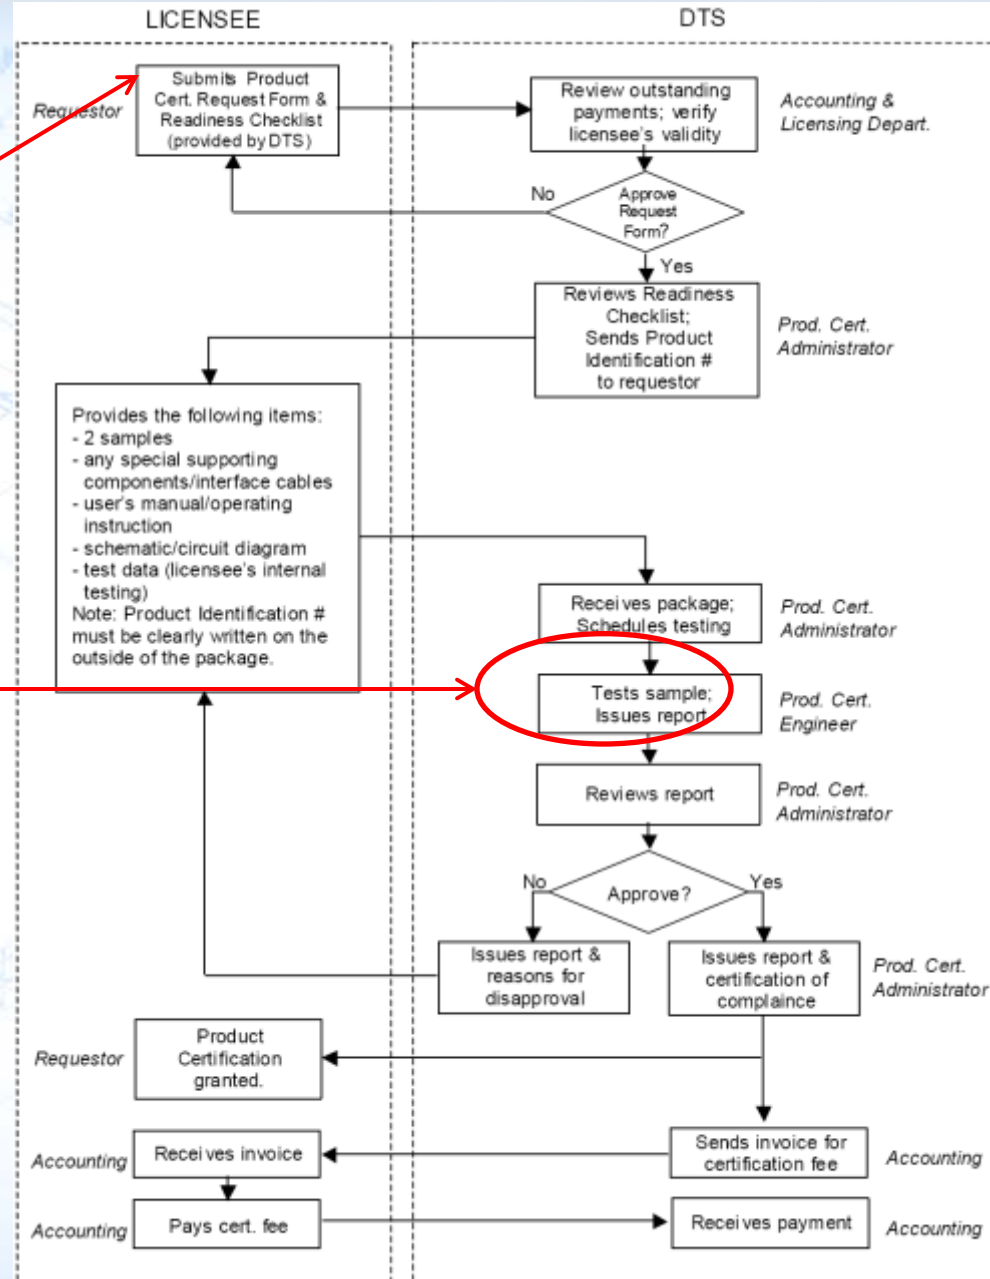 LICENSEE
DTS
Requestor
Submits Product
Cert. Request Form &
Readiness Checklist
(provided by DTS)
Review outstanding
payments; verify
licensee's validity
Accounting &
Licensing Depart.
No
Approve
Request
Form?
Yes
Reviews Readiness
Checklist;
Sends Product
Identification #
to requestor
Prod. Cert.
Administrator
Provides the following items:
- 2 samples
- any special supporting
components/interface cables
- user's manual/operating
instruction
- schematic/circuit diagram
- test data (licensee's internal
testing)
Note: Product Identification #
must be clearly written on the
outside of the package.
Receives package;
Schedules testing
Prod. Cert.
Administrator
Tests sample;
Issues report
Prod. Cert.
Engineer
Reviews report
Prod. Cert.
Administrator
No
Approve?
Yes
Issues report &
reasons for
disapproval
Issues report &
certification of
complaince
Prod. Cert.
Administrator
Requestor
Product
Certification
granted.
Accounting
Receives invoice
Sends invoice for
certification fee
Accounting
Accounting
Pays cert. fee
Receives payment
Accounting